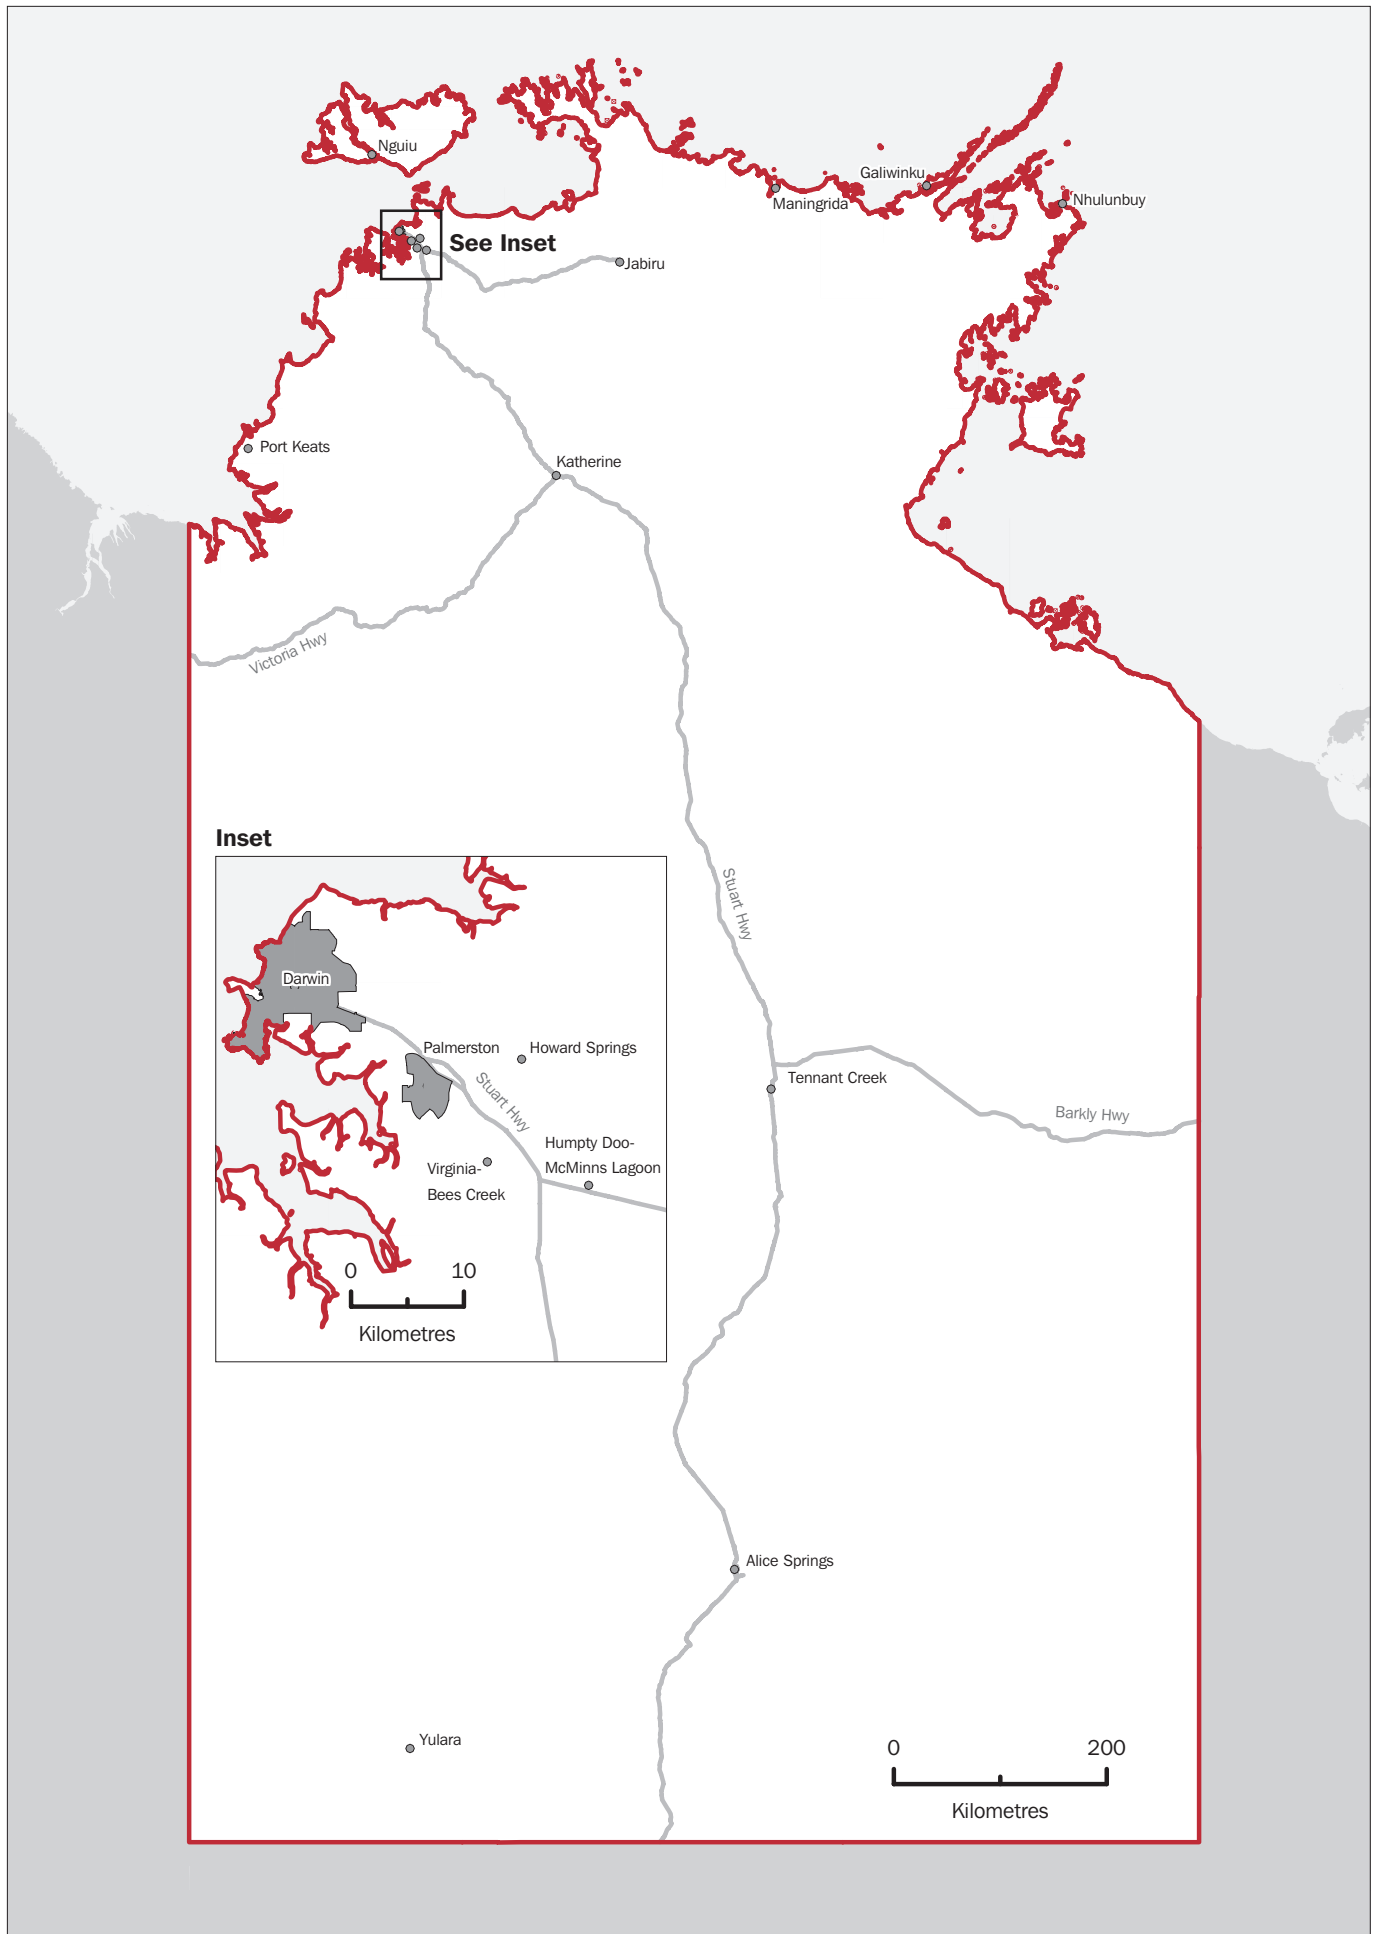 Nguiu
Galiwinku
Maningrida
Nhulunbuy
See Inset
Jabiru
Port Keats
Katherine
Victoria Hwy
Inset
Stuart Hwy
Darwin
Palmerston
Howard Springs
Stuart Hwy
Humpty Doo-
McMinns Lagoon
Virginia-
Bees Creek
0 10
Kilometres
Tennant Creek
Barkly Hwy
Alice Springs
Yulara
0 200
Kilometres